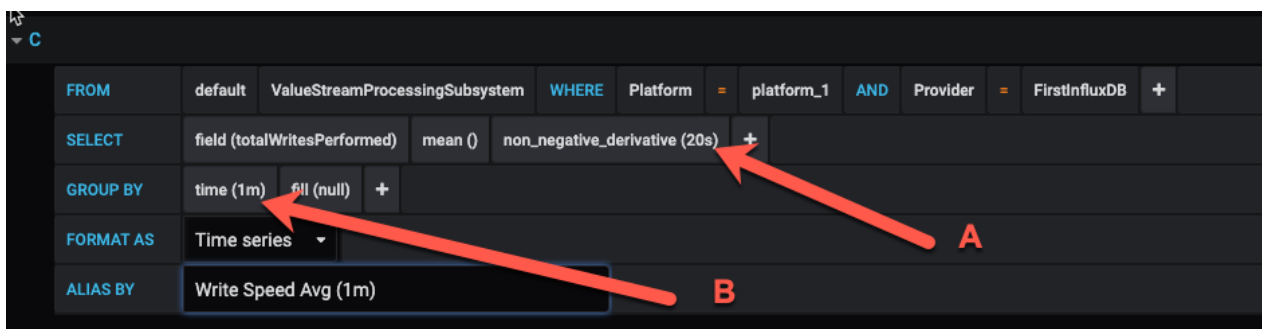 C
FROM default ValueStreamProcessingSubsystem WHERE Platform = platform_1 AND Provider = FirstInfluxDB +
SELECT field (totalWritesPerformed) mean () non_negative_derivative (20s) +
GROUP BY time (1m) fill (null) +
FORMAT AS Time series
A
ALIAS BY Write Speed Avg (1m)
B